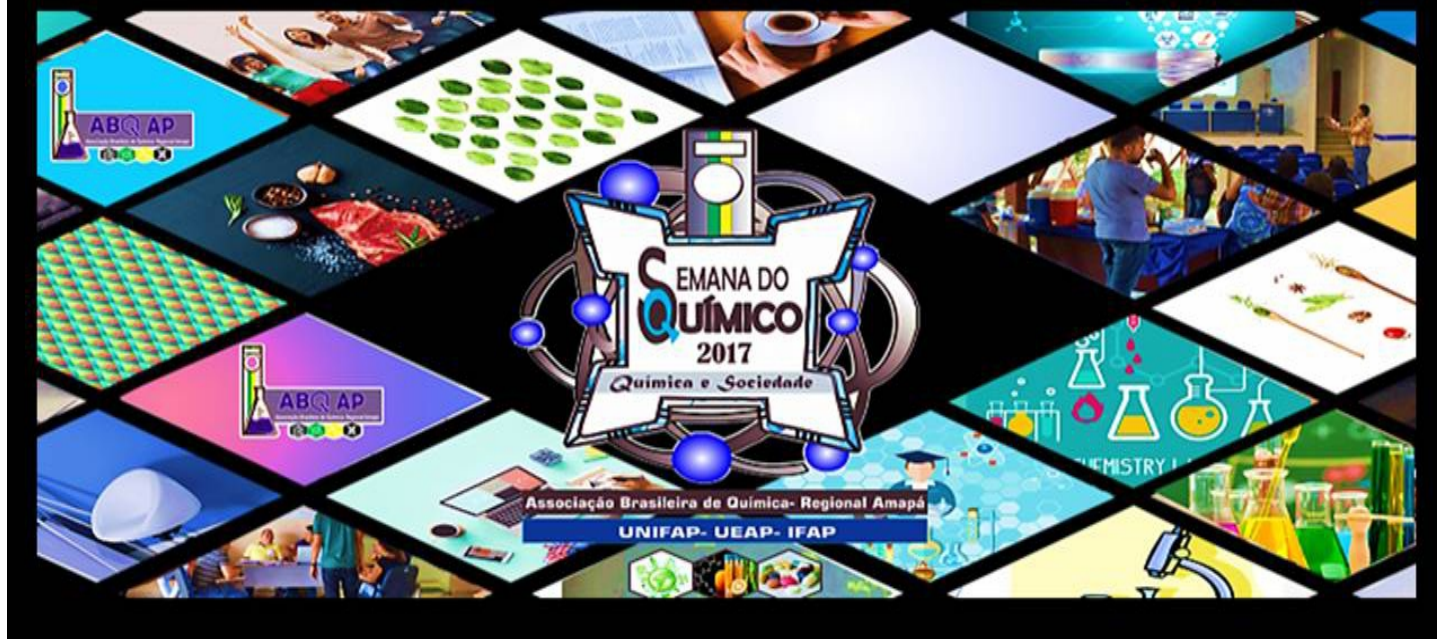 ABQ AP
SEMANA DO
QUÍMICO
2017
Química e Sociedade
ABQ AP
CHEMISTRY
Associação Brasileira de Química- Regional Amapá
UNIFAP- UEAP- IFAP